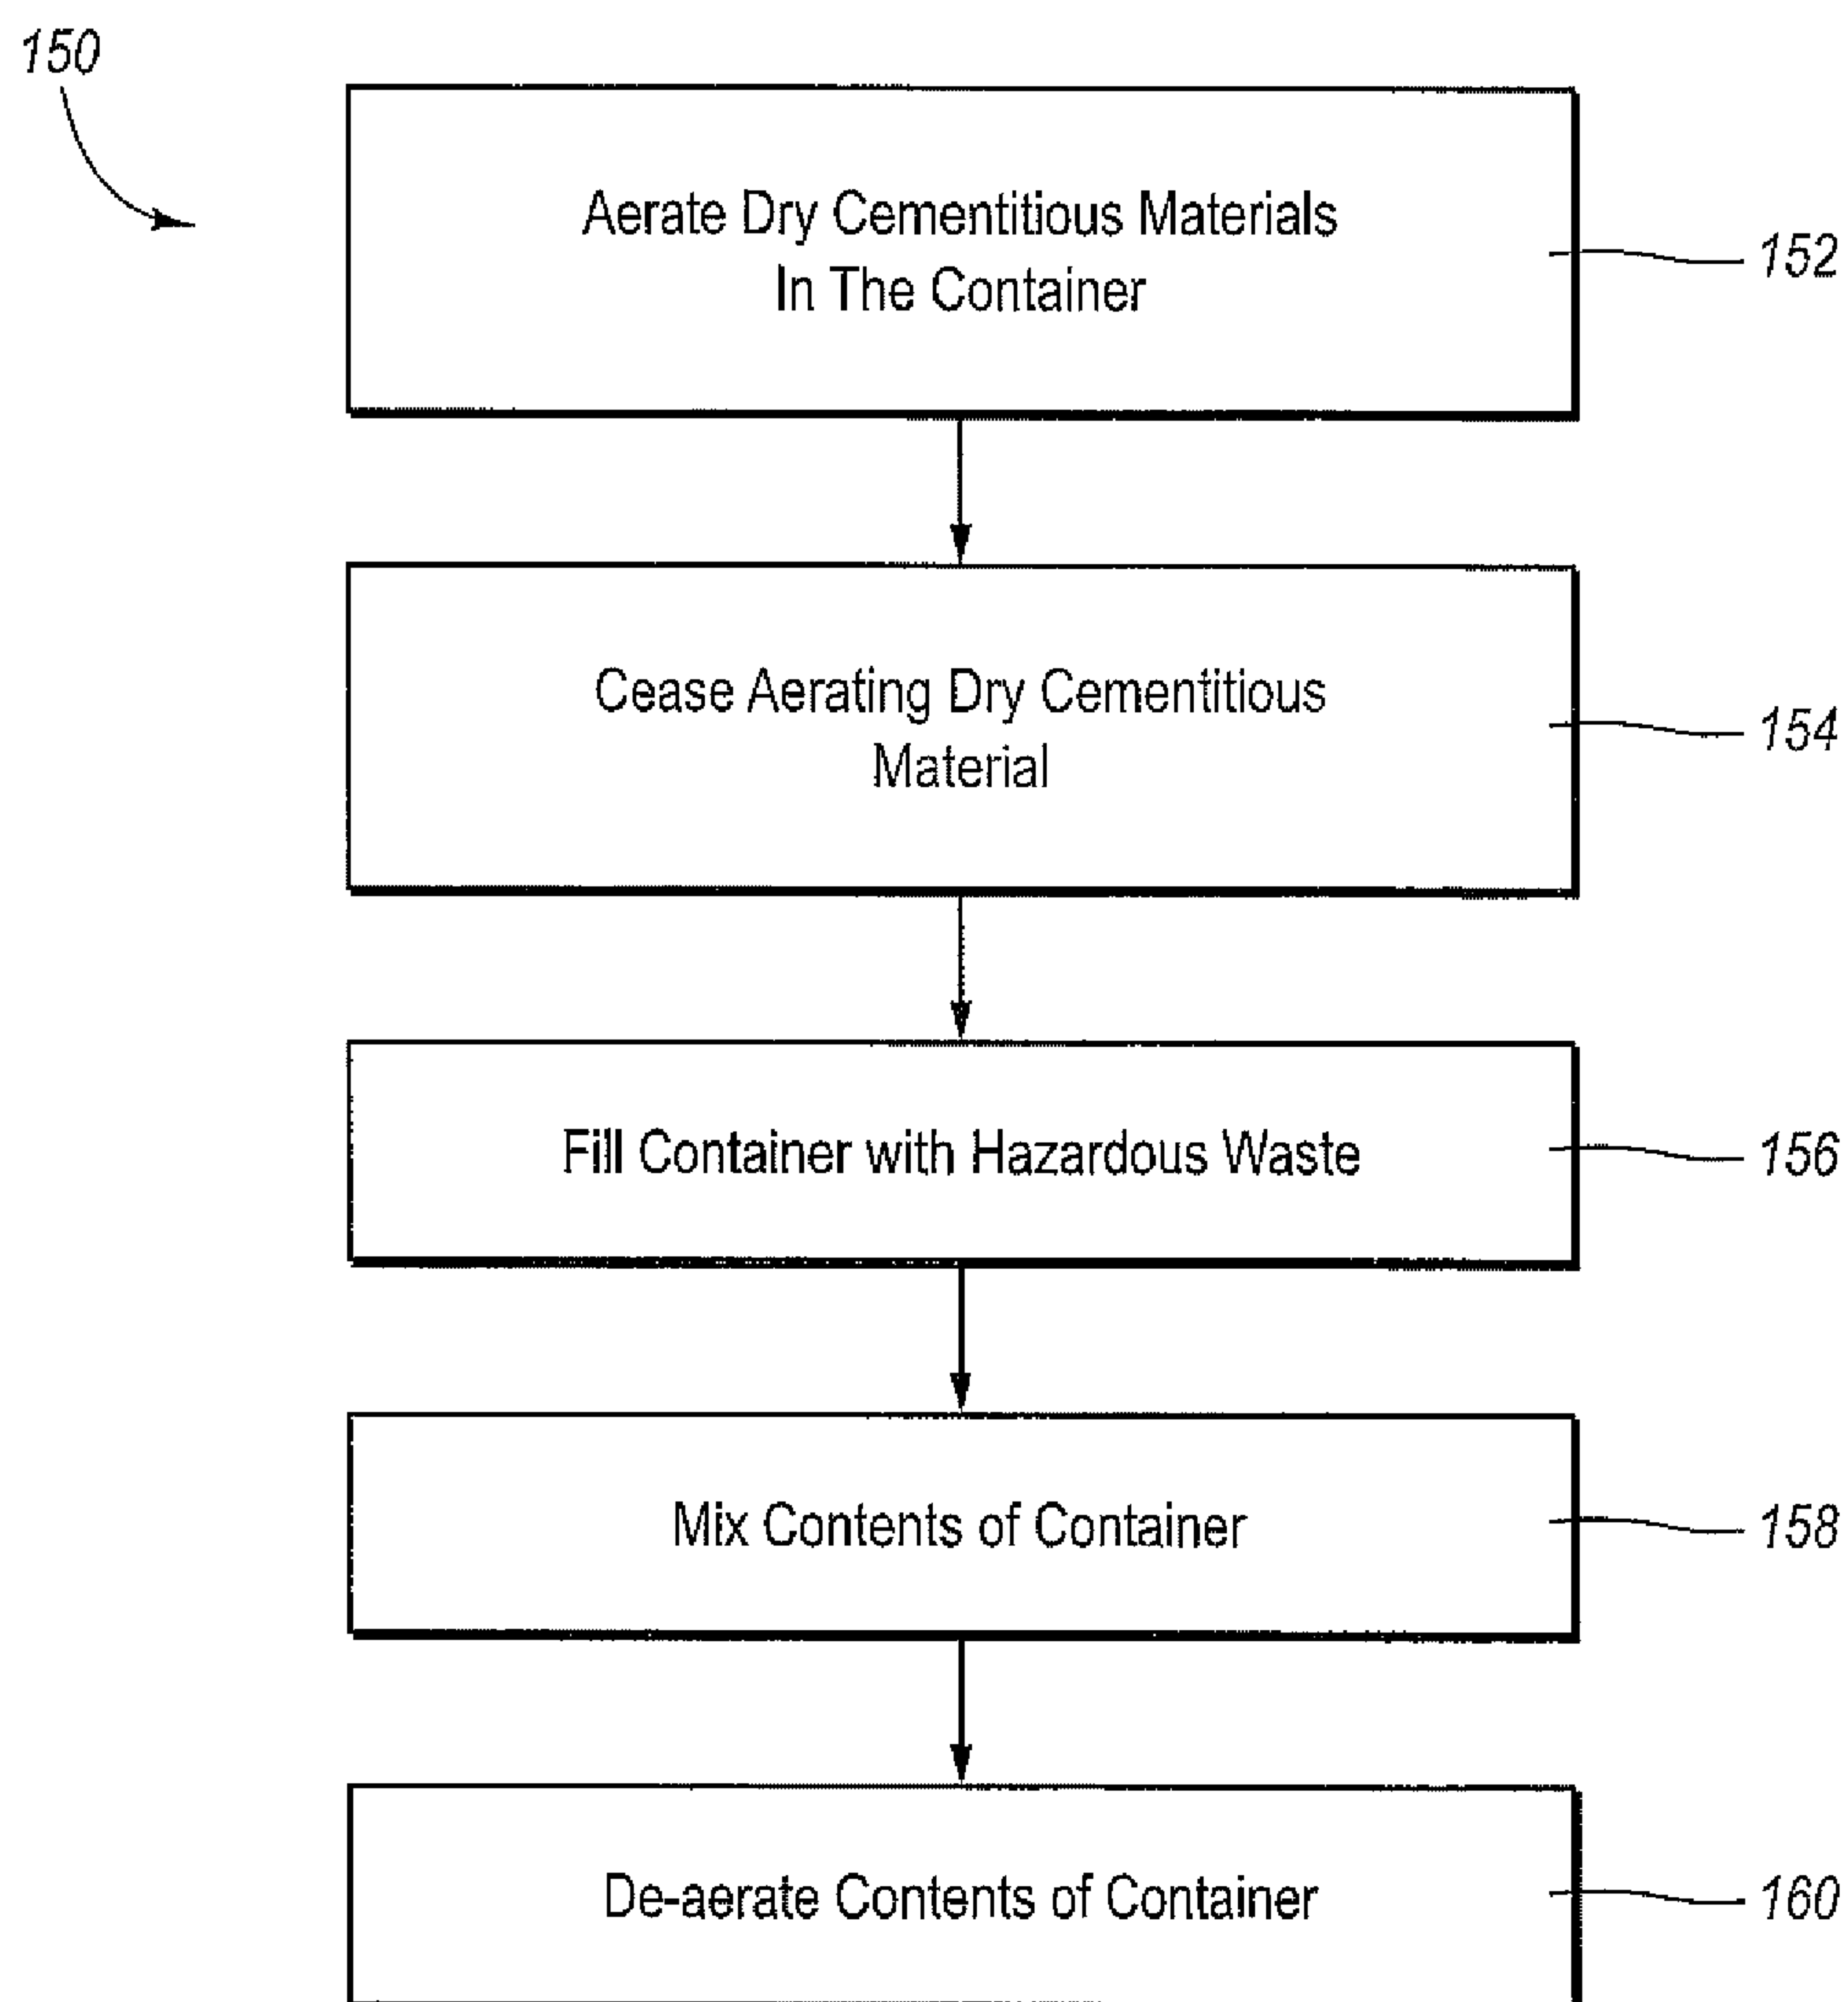 150
Aerate Dry Cementitious Materials
In The Container
152
Cease Aerating Dry Cementitious
Material
154
Fill Container with Hazardous Waste
156
Mix Contents of Container
158
De-aerate Contents of Container
160